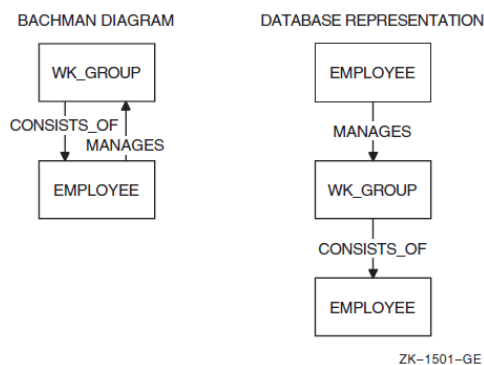 BACHMAN DIAGRAM
WK_GROUP
CONSISTS_OF
MANAGES
EMPLOYEE
DATABASE REPRESENTATION
EMPLOYEE
MANAGES
WK_GROUP
CONSISTS_OF
EMPLOYEE
ZK-1501-GE